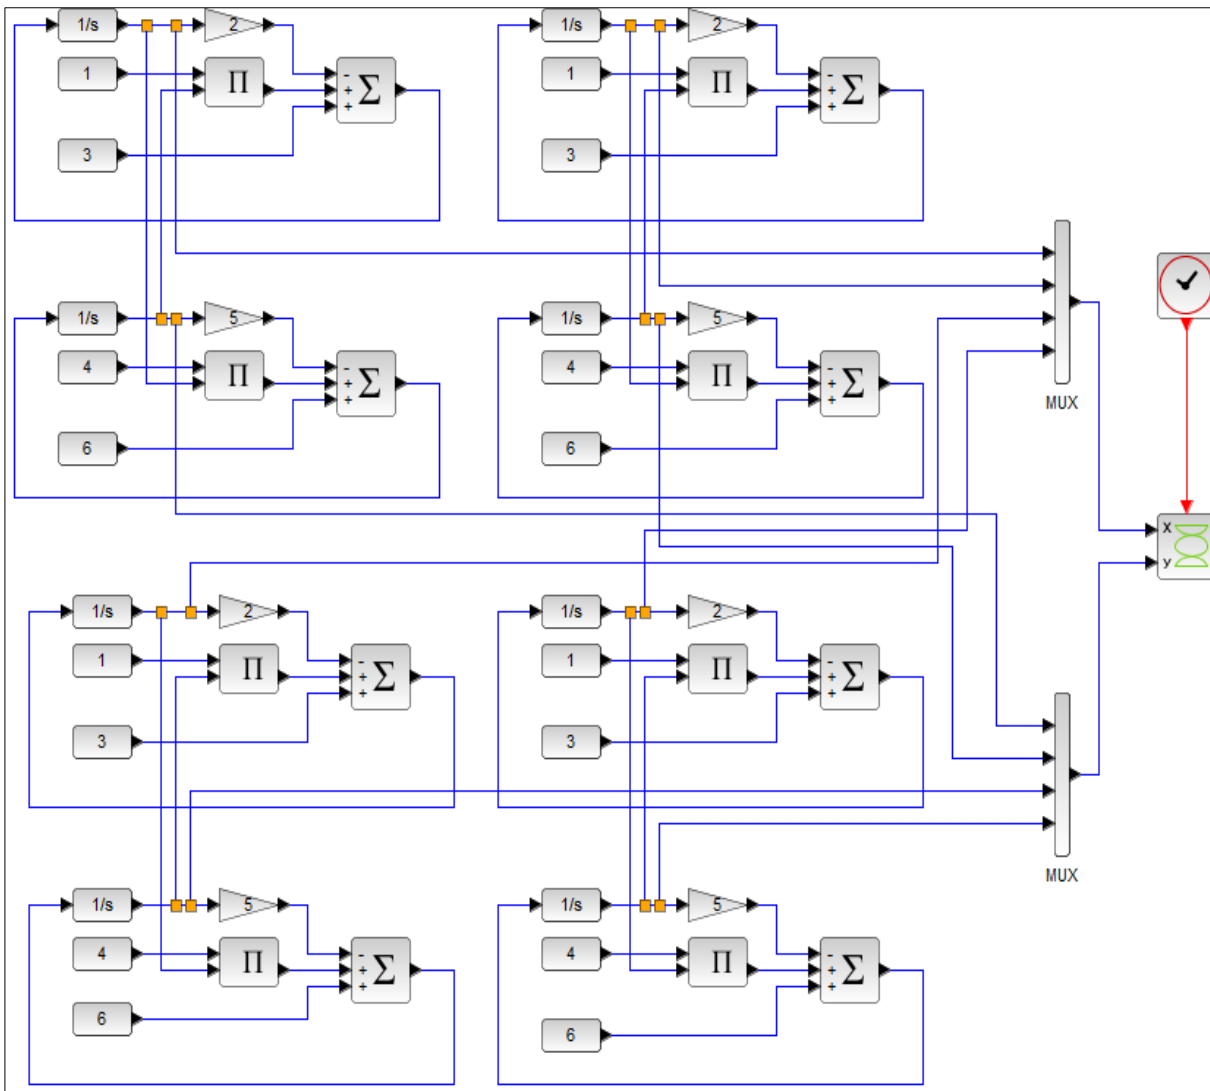 1/s 2 1/s 2
1 Π - 1 Π -
+ Σ + Σ
+ +
3 3
1/s 5 1/s 5
4 Π - 4 Π -
+ Σ + Σ
+ +
MUX
6 6
X
y
1/s 2 1/s 2
1 Π - 1 Π -
+ Σ + Σ
+ +
3 3
MUX
1/s 5 1/s 5
4 Π - 4 Π -
+ Σ + Σ
+ +
6 6